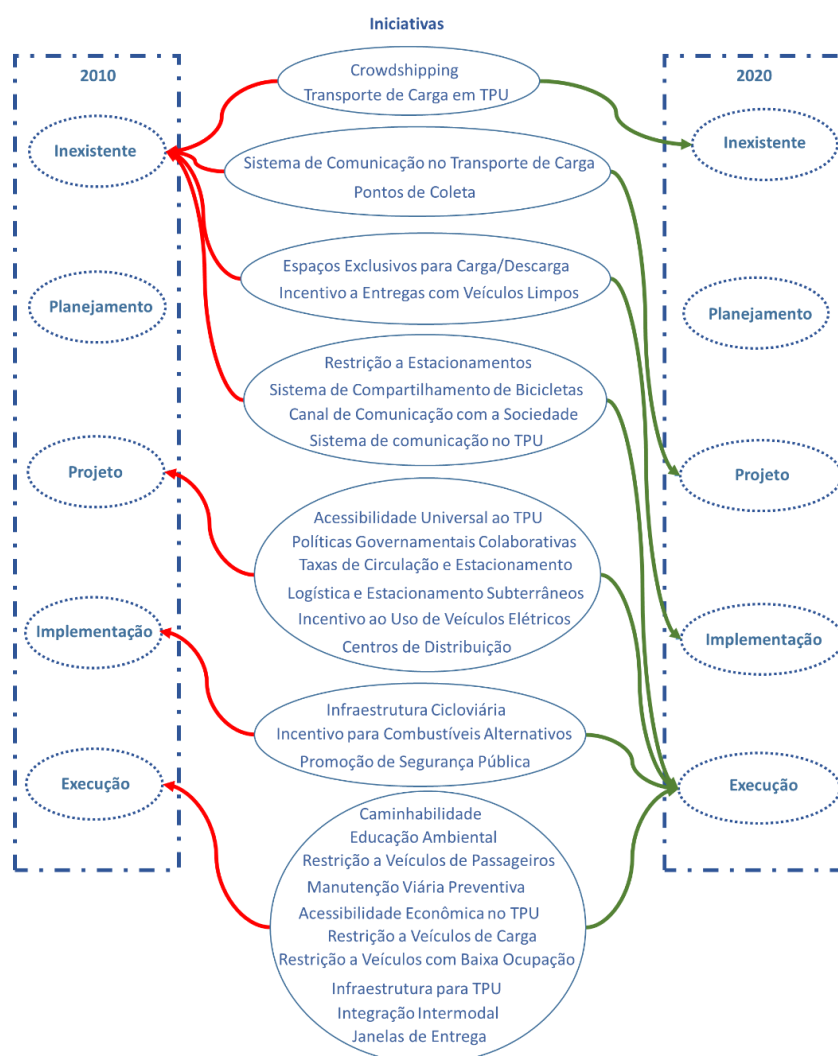 Iniciativas
2010
Inexistente
Planejamento
Projeto
Implementação
Execução
Crowdshipping
Transporte de Carga em TPU
Sistema de Comunicação no Transporte de Carga
Pontos de Coleta
Espaços Exclusivos para Carga/Descarga
Incentivo a Entregas com Veículos Limpos
Restrição a Estacionamentos
Sistema de Compartilhamento de Bicicletas
Canal de Comunicação com a Sociedade
Sistema de comunicação no TPU
Acessibilidade Universal ao TPU
Políticas Governamentais Colaborativas
Taxas de Circulação e Estacionamento
Logística e Estacionamento Subterrâneos
Incentivo ao Uso de Veículos Elétricos
Centros de Distribuição
Infraestrutura Cicloviária
Incentivo para Combustíveis Alternativos
Promoção de Segurança Pública
Caminhabilidade
Educação Ambiental
Restrição a Veículos de Passageiros
Manutenção Viária Preventiva
Acessibilidade Econômica no TPU
Restrição a Veículos de Carga
Restrição a Veículos com Baixa Ocupação
Infraestrutura para TPU
Integração Intermodal
Janelas de Entrega
2020
Inexistente
Planejamento
Projeto
Implementação
Execução